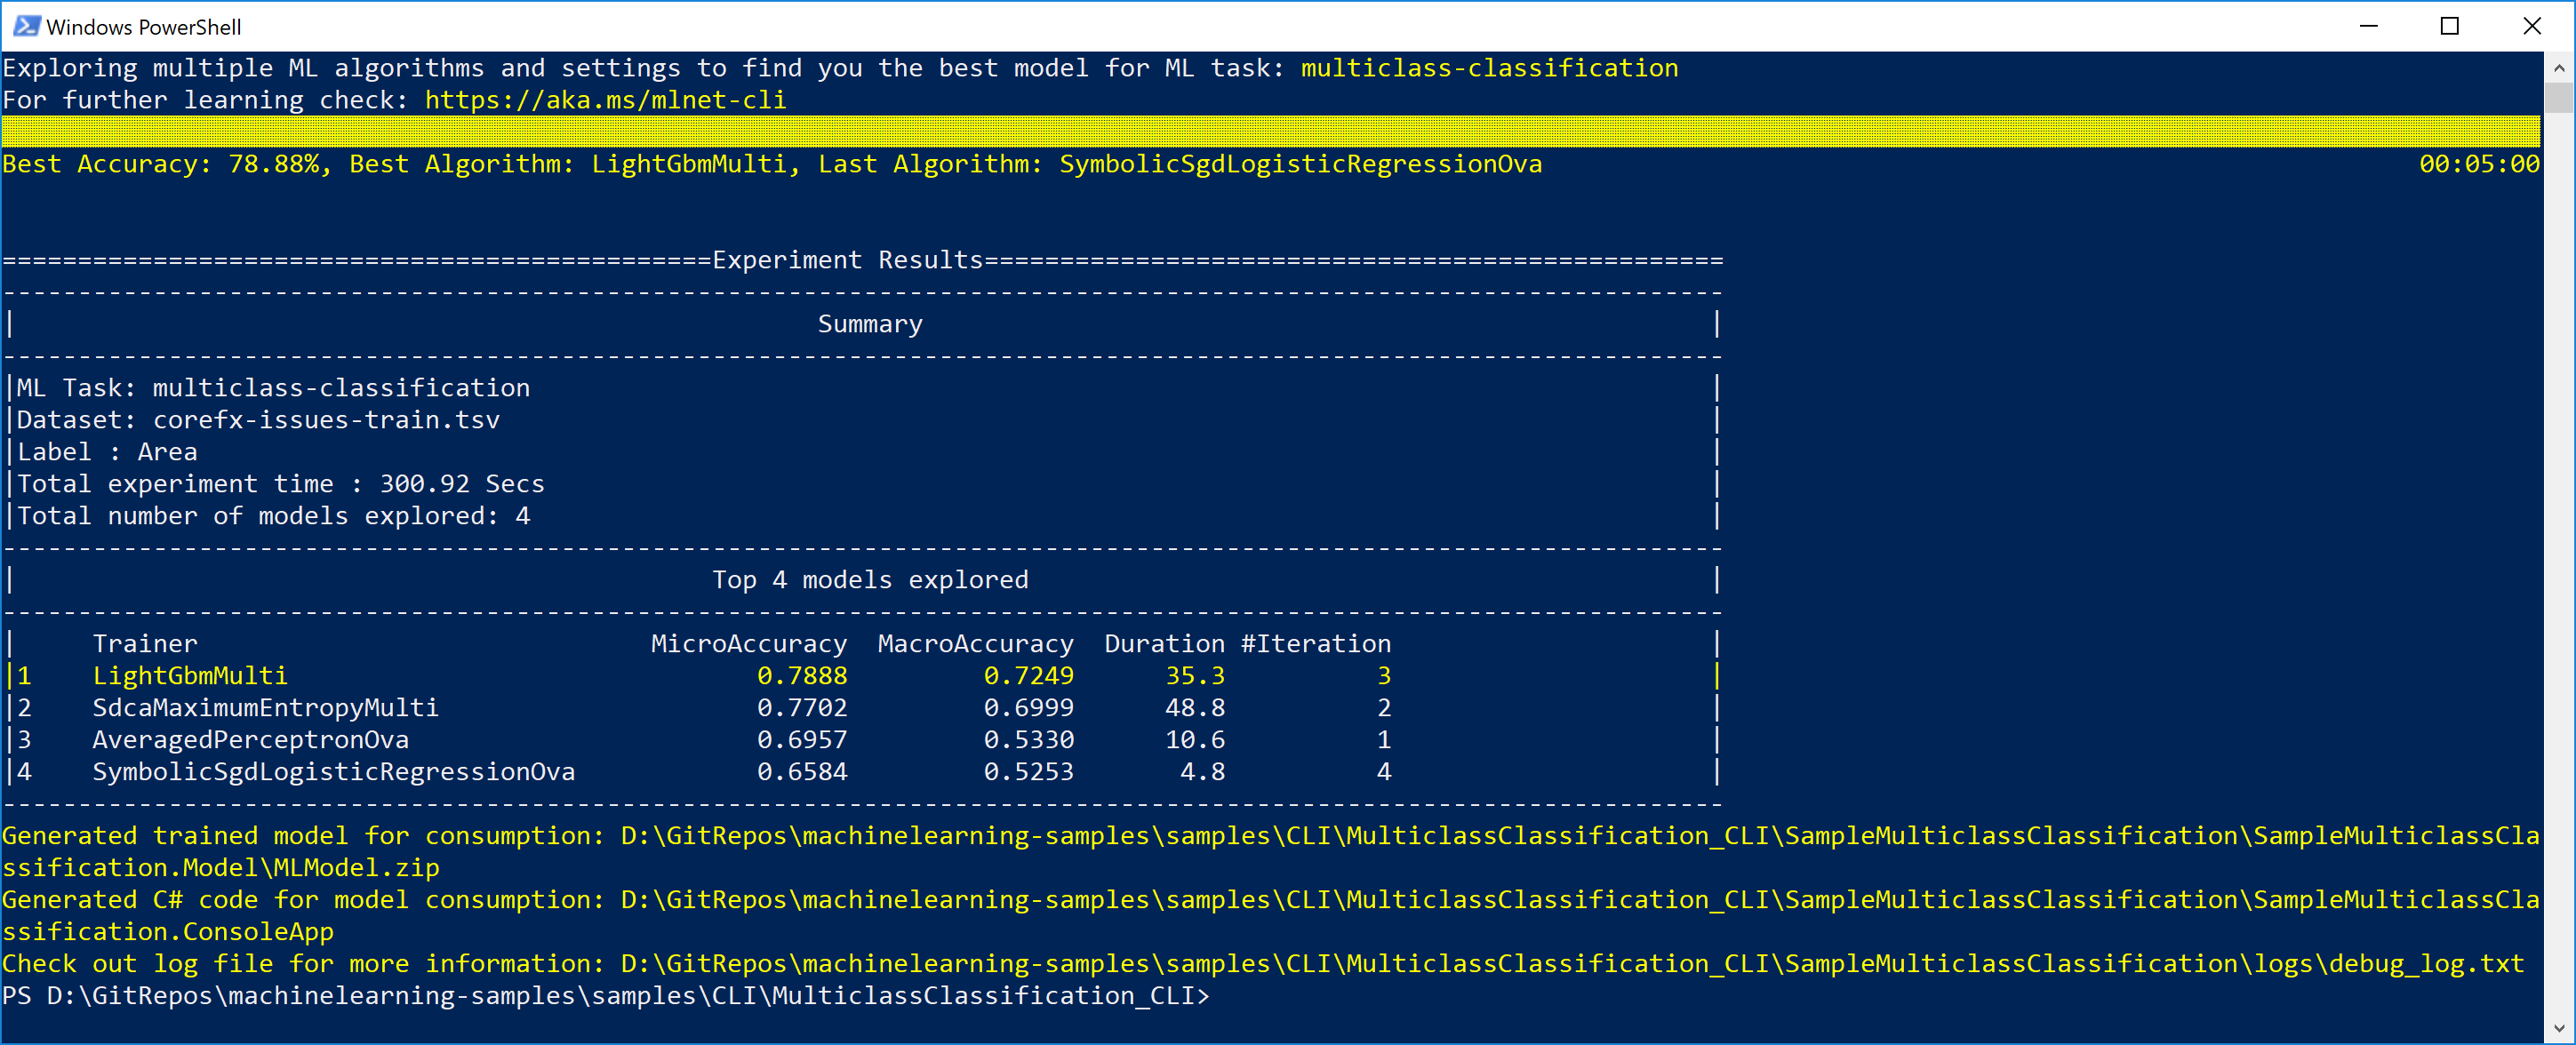 Windows PowerShell
Exploring multiple ML algorithms and settings to find you the best model for ML task: multiclass-classification
For further learning check: https://aka.ms/mlnet-cli
Best Accuracy: 78.88%, Best Algorithm: LightGbmMulti, Last Algorithm: SymbolicSgdLogisticRegressionOva 00:05:00
===============================================Experiment Results=================================================
------------------------------------------------------------------------------------------------------------------
| Summary |
------------------------------------------------------------------------------------------------------------------
|ML Task: multiclass-classification |
|Dataset: corefx-issues-train.tsv |
|Label : Area |
|Total experiment time : 300.92 Secs |
|Total number of models explored: 4 |
------------------------------------------------------------------------------------------------------------------
| Top 4 models explored |
------------------------------------------------------------------------------------------------------------------
| Trainer MicroAccuracy MacroAccuracy Duration #Iteration |
|1 LightGbmMulti 0.7888 0.7249 35.3 3 |
|2 SdcaMaximumEntropyMulti 0.7702 0.6999 48.8 2 |
|3 AveragedPerceptronOva 0.6957 0.5330 10.6 1 |
|4 SymbolicSgdLogisticRegressionOva 0.6584 0.5253 4.8 4 |
------------------------------------------------------------------------------------------------------------------
Generated trained model for consumption: D:\GitRepos\machinelearning-samples\samples\CLI\MulticlassClassification_CLI\SampleMulticlassClassification\SampleMulticlassCla
ssification.Model\MLModel.zip
Generated C# code for model consumption: D:\GitRepos\machinelearning-samples\samples\CLI\MulticlassClassification_CLI\SampleMulticlassClassification\SampleMulticlassCla
ssification.ConsoleApp
Check out log file for more information: D:\GitRepos\machinelearning-samples\samples\CLI\MulticlassClassification_CLI\SampleMulticlassClassification\logs\debug_log.txt
PS D:\GitRepos\machinelearning-samples\samples\CLI\MulticlassClassification_CLI>